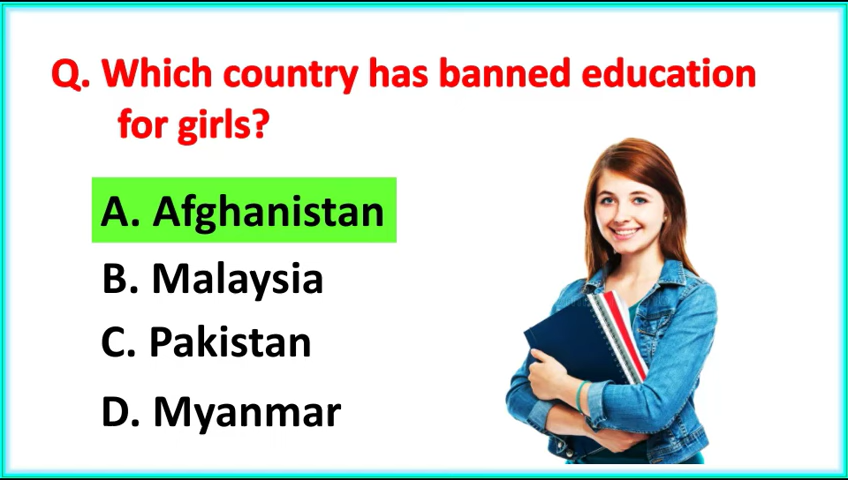 Q. Which country has banned education
for girls?
A. Afghanistan
B. Malaysia
C. Pakistan
D. Myanmar